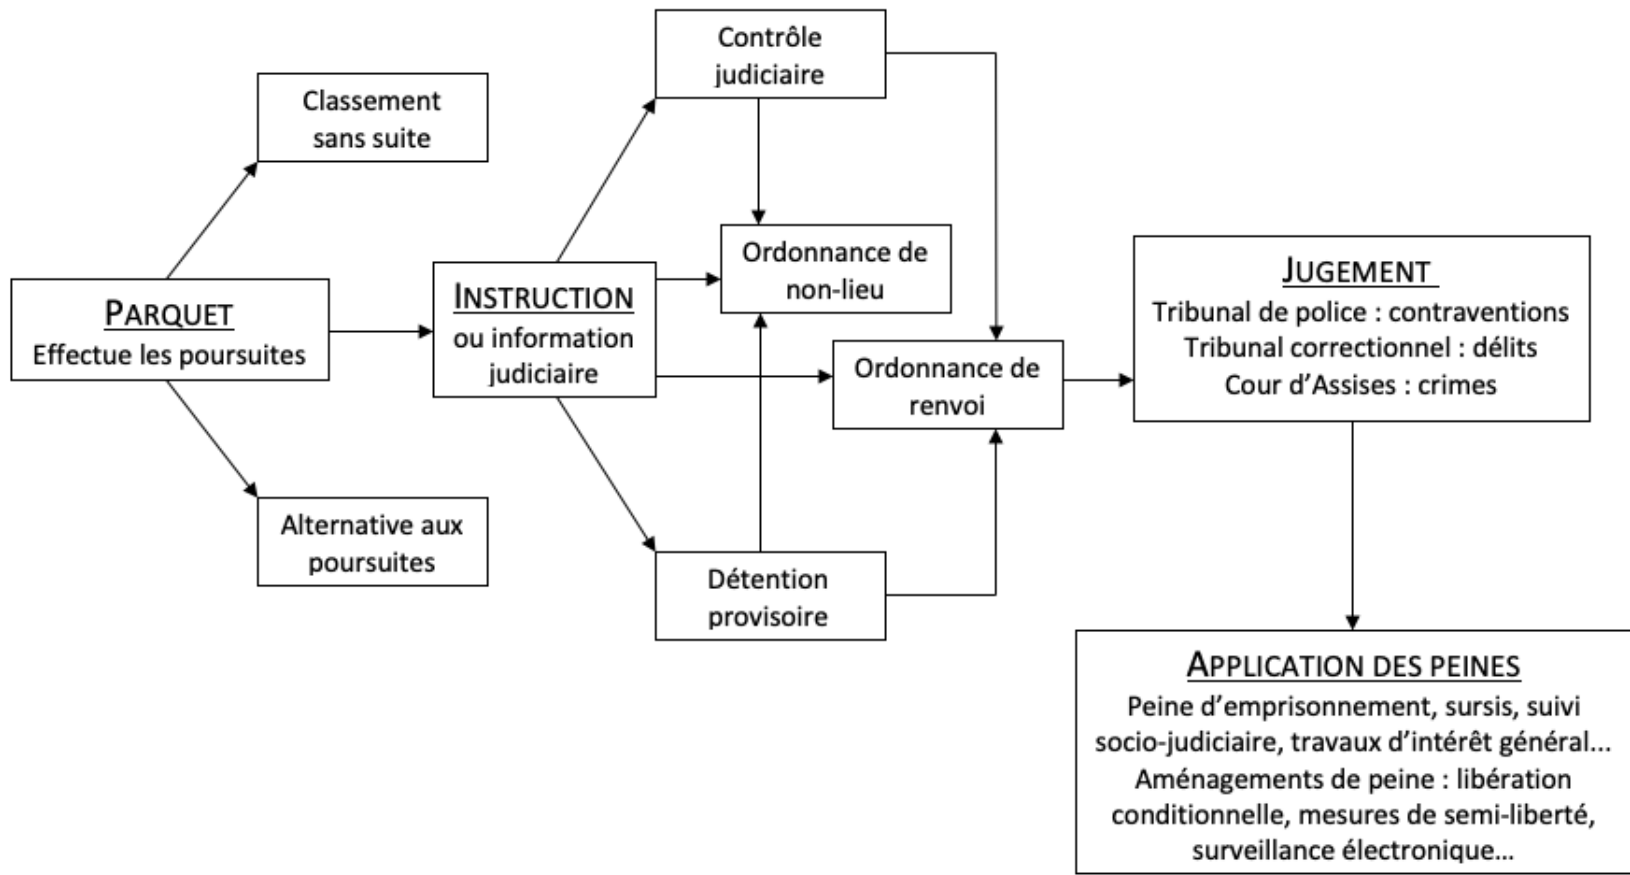 Contrôle
judiciaire
Classement
sans suite
Ordonnance de
non-lieu
PARQUET
Effectue les poursuites
INSTRUCTION
ou information
judiciaire
JUGEMENT
Tribunal de police : contraventions
Tribunal correctionnel : délits
Cour d’Assises : crimes
Ordonnance de
renvoi
Alternative aux
poursuites
Détention
provisoire
APPLICATION DES PEINES
Peine d’emprisonnement, sursis, suivi
socio-judiciaire, travaux d’intérêt général...
Aménagements de peine : libération
conditionnelle, mesures de semi-liberté,
surveillance électronique...